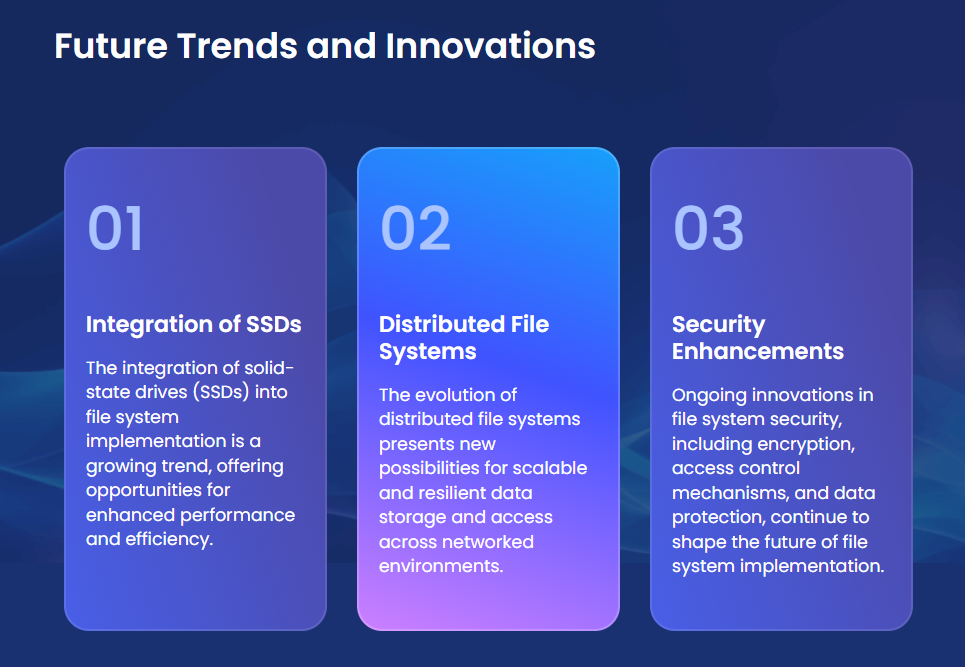 Future Trends and Innovations
01
Integration of SSDs
The integration of solid-
state drives (SSDs) into
file system
implementation is a
growing trend, offering
opportunities for
enhanced performance
and efficiency.
02
Distributed File
Systems
The evolution of
distributed file systems
presents new
possibilities for scalable
and resilient data
storage and access
across networked
environments.
03
Security
Enhancements
Ongoing innovations in
file system security,
including encryption,
access control
mechanisms, and data
protection, continue to
shape the future of file
system implementation.